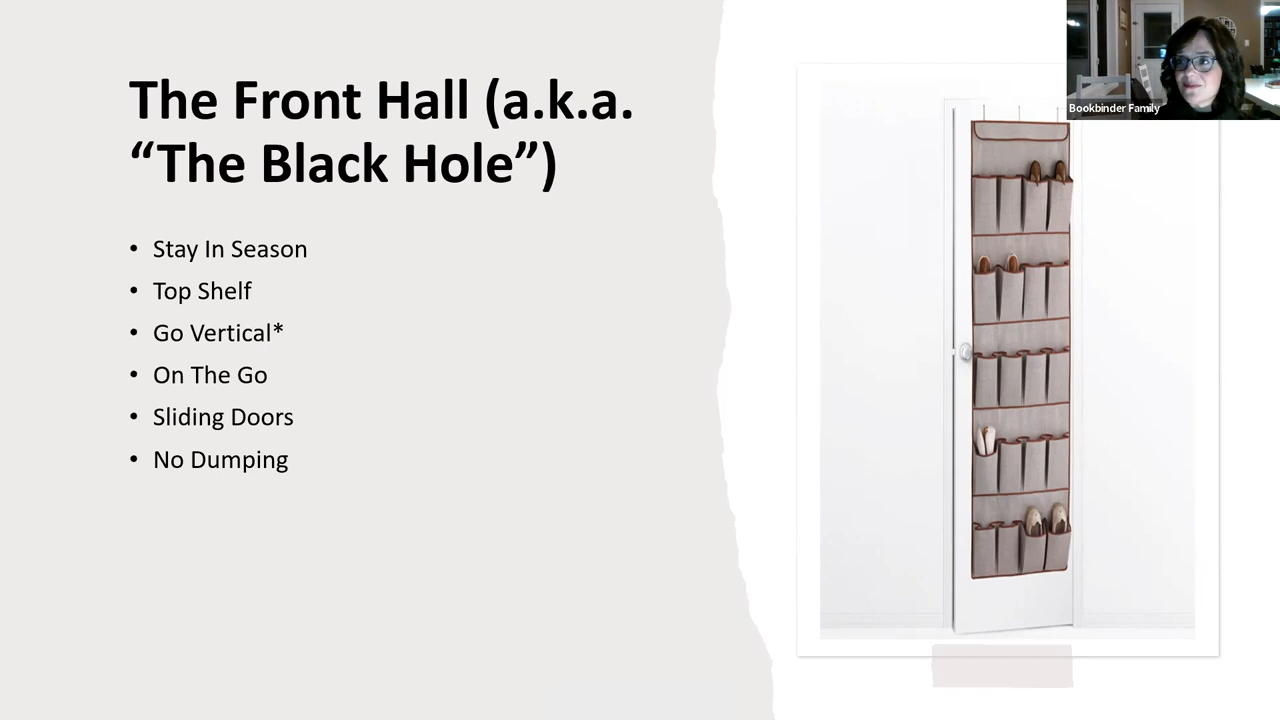 The Front Hall (a.k.a.
“The Black Hole”)
• Stay In Season
• Top Shelf
• Go Vertical*
• On The Go
• Sliding Doors
• No Dumping
Bookbinder Family